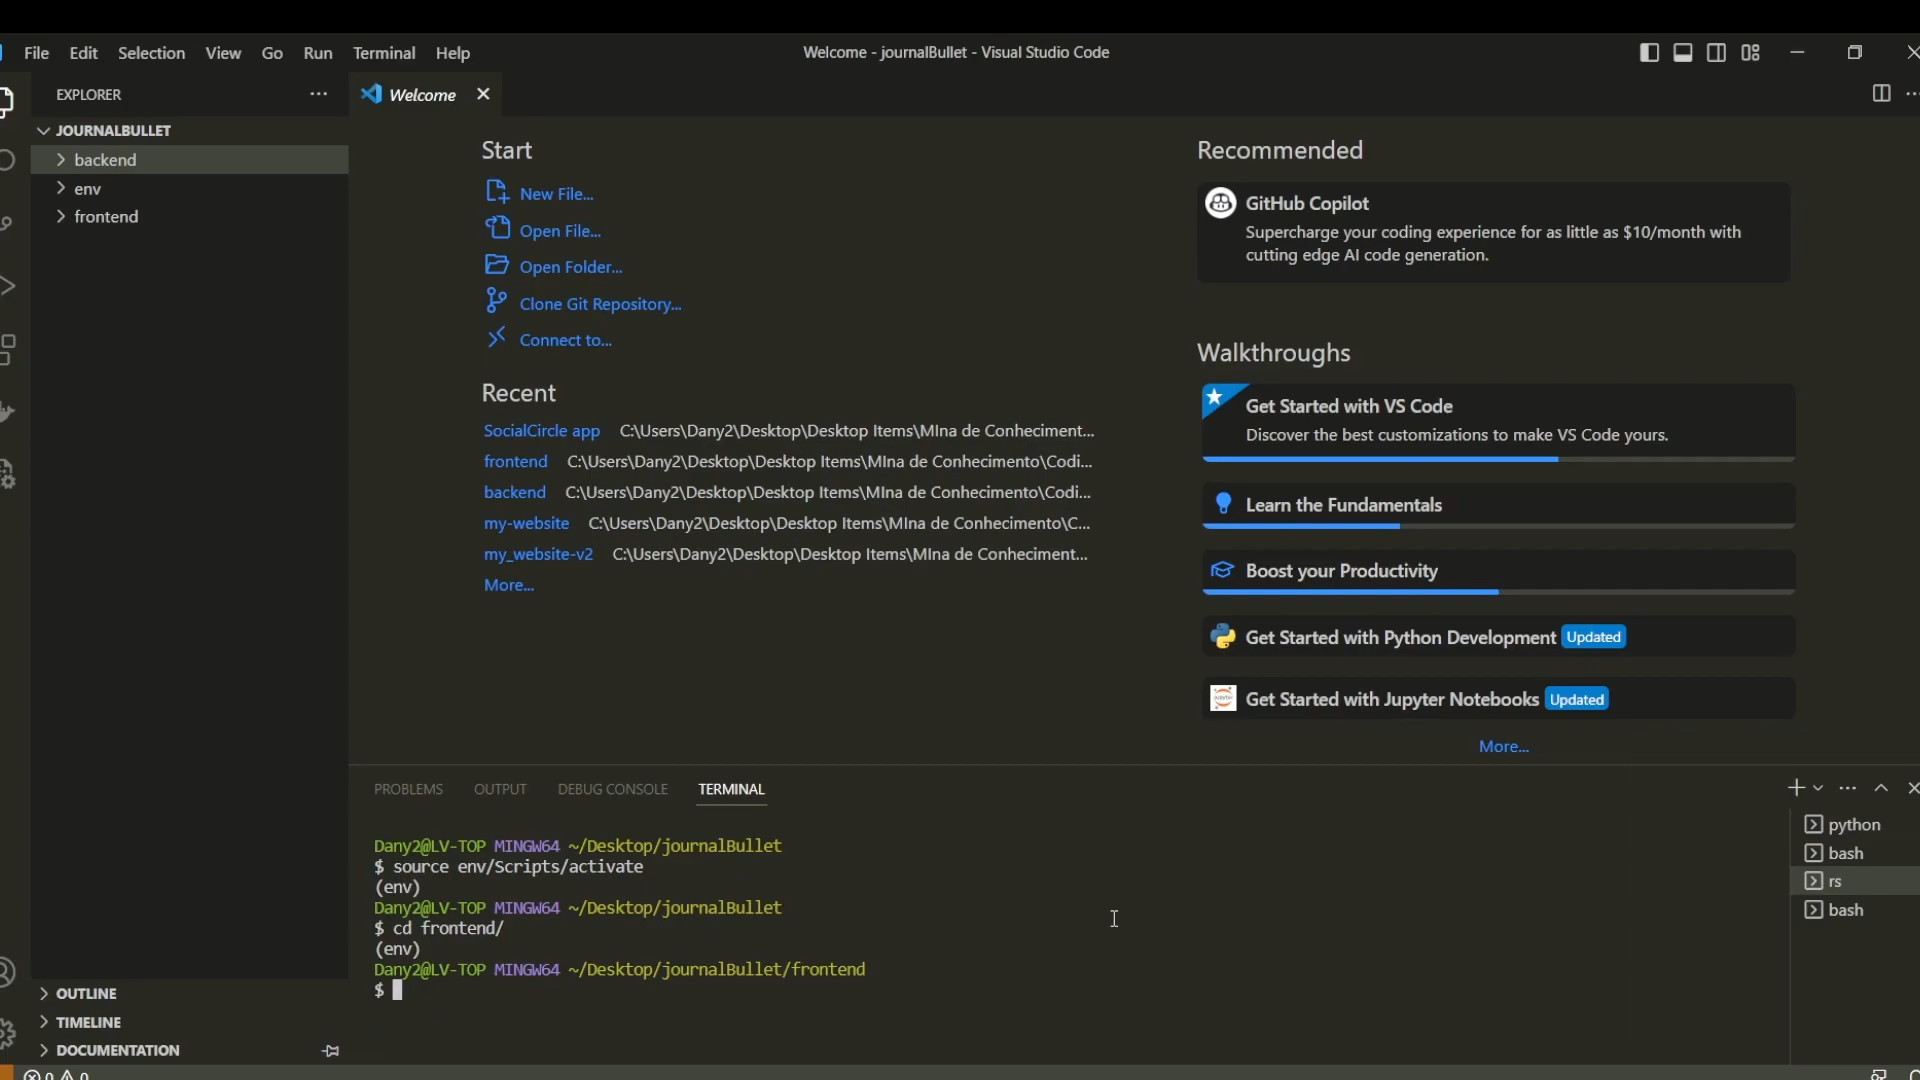 File Edit Selection View Go Run Terminal Help
Welcome - journalBullet - Visual Studio Code
EXPLORER
Welcome
JOURNALBULLET
backend
env
frontend
Start
New File...
Open File...
Open Folder...
Clone Git Repository...
Connect to...
Recent
SocialCircle app C:\Users\Dany2\Desktop\Desktop Items\MIna de Conheciment...
frontend C:\Users\Dany2\Desktop\Desktop Items\MIna de Conhecimento\Codi...
backend C:\Users\Dany2\Desktop\Desktop Items\MIna de Conhecimento\Codi...
my-website C:\Users\Dany2\Desktop\Desktop Items\MIna de Conhecimento\C...
my_website-v2 C:\Users\Dany2\Desktop\Desktop Items\MIna de Conheciment...
More...
Recommended
GitHub Copilot
Supercharge your coding experience for as little as $10/month with
cutting edge AI code generation.
Walkthroughs
Get Started with VS Code
Discover the best customizations to make VS Code yours.
Learn the Fundamentals
Boost your Productivity
Get Started with Python Development Updated
Get Started with Jupyter Notebooks Updated
More...
PROBLEMS OUTPUT DEBUG CONSOLE TERMINAL
Dany2@LV-TOP MINGW64 ~/Desktop/journalBullet
$ source env/Scripts/activate
(env)
Dany2@LV-TOP MINGW64 ~/Desktop/journalBullet
$ cd frontend/
(env)
Dany2@LV-TOP MINGW64 ~/Desktop/journalBullet/frontend
$
python
bash
rs
bash
OUTLINE
TIMELINE
DOCUMENTATION
0 0